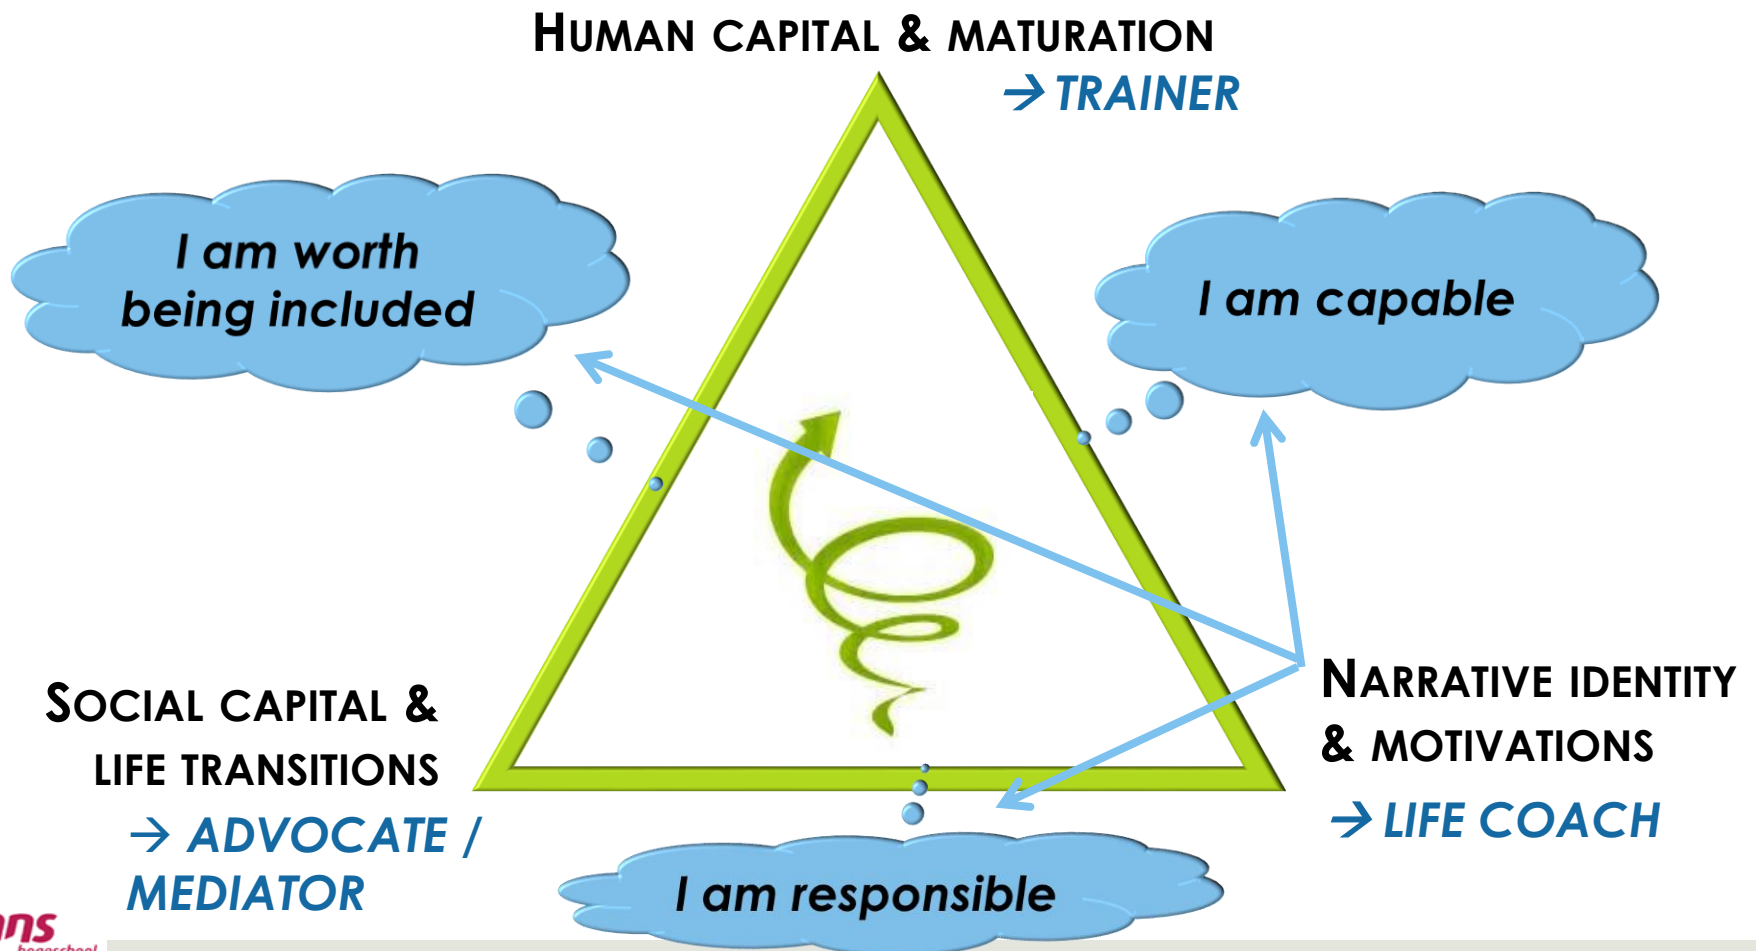 HUMAN CAPITAL & MATURATION
→ TRAINER
I am worth
being included
I am capable
SOCIAL CAPITAL &
LIFE TRANSITIONS
→ ADVOCATE /
MEDIATOR
NARRATIVE IDENTITY
& MOTIVATIONS
→ LIFE COACH
I am responsible